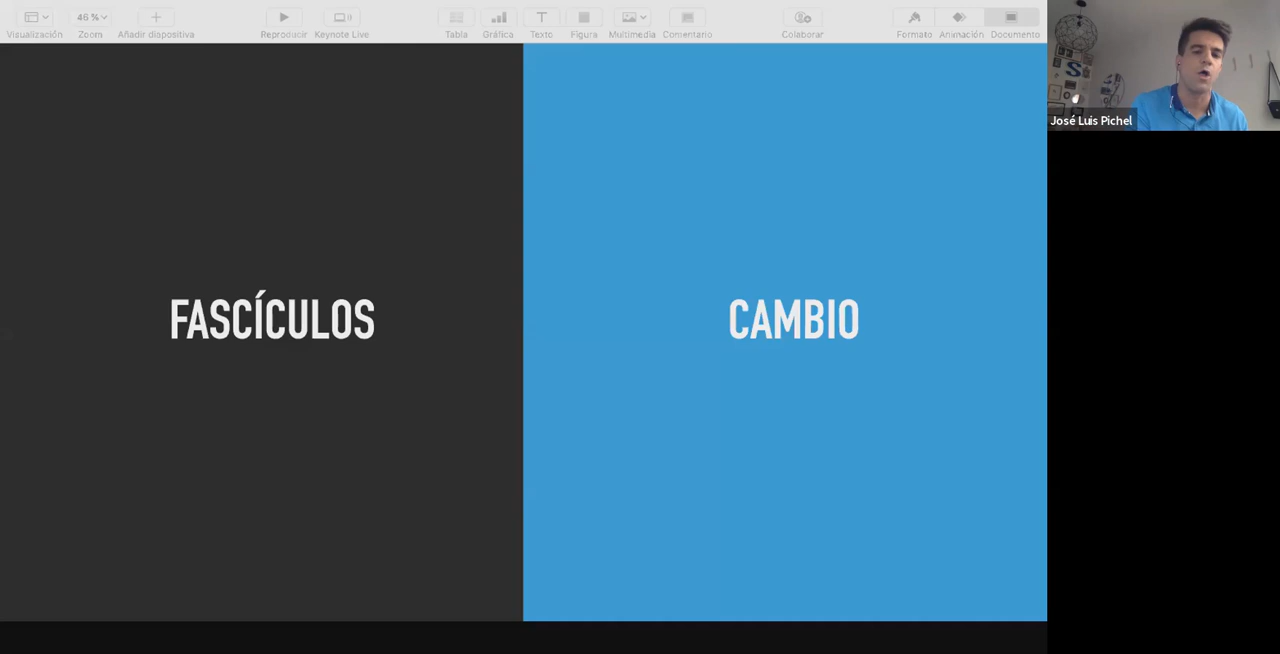 46 %
Visualización Zoom Añadir diapositiva Reproducir Keynote Live Tabla Gráfica Texto Figura Multimedia Comentario Colaborar Formato Animación Documento
José Luis Pichel
FASCÍCULOS
CAMBIO